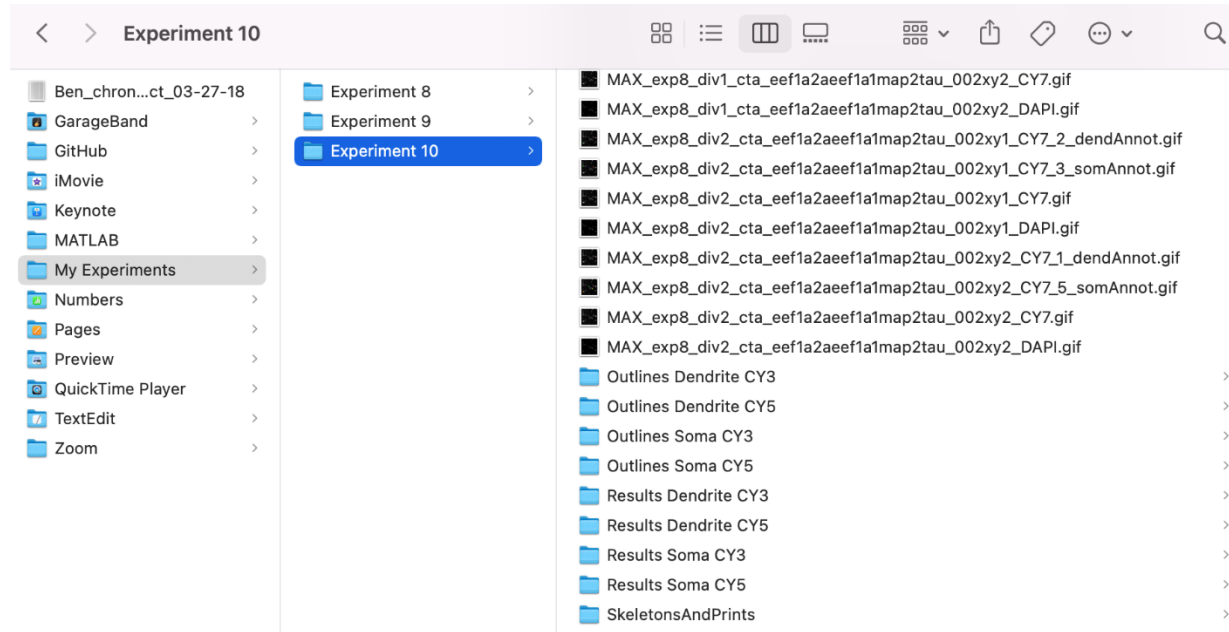 Experiment 10
Ben_chron...ct_03-27-18
GarageBand
GitHub
iMovie
Keynote
MATLAB
My Experiments
Numbers
Pages
Preview
QuickTime Player
TextEdit
Zoom
Experiment 8
Experiment 9
Experiment 10
MAX_exp8_div1_cta_eef1a2aeef1a1map2tau_002xy2_CY7.gif
MAX_exp8_div1_cta_eef1a2aeef1a1map2tau_002xy2_DAPI.gif
MAX_exp8_div2_cta_eef1a2aeef1a1map2tau_002xy1_CY7_2_dendAnnot.gif
MAX_exp8_div2_cta_eef1a2aeef1a1map2tau_002xy1_CY7_3_somAnnot.gif
MAX_exp8_div2_cta_eef1a2aeef1a1map2tau_002xy1_CY7.gif
MAX_exp8_div2_cta_eef1a2aeef1a1map2tau_002xy1_DAPI.gif
MAX_exp8_div2_cta_eef1a2aeef1a1map2tau_002xy2_CY7_1_dendAnnot.gif
MAX_exp8_div2_cta_eef1a2aeef1a1map2tau_002xy2_CY7_5_somAnnot.gif
MAX_exp8_div2_cta_eef1a2aeef1a1map2tau_002xy2_CY7.gif
MAX_exp8_div2_cta_eef1a2aeef1a1map2tau_002xy2_DAPI.gif
Outlines Dendrite CY3
Outlines Dendrite CY5
Outlines Soma CY3
Outlines Soma CY5
Results Dendrite CY3
Results Dendrite CY5
Results Soma CY3
Results Soma CY5
SkeletonsAndPrints